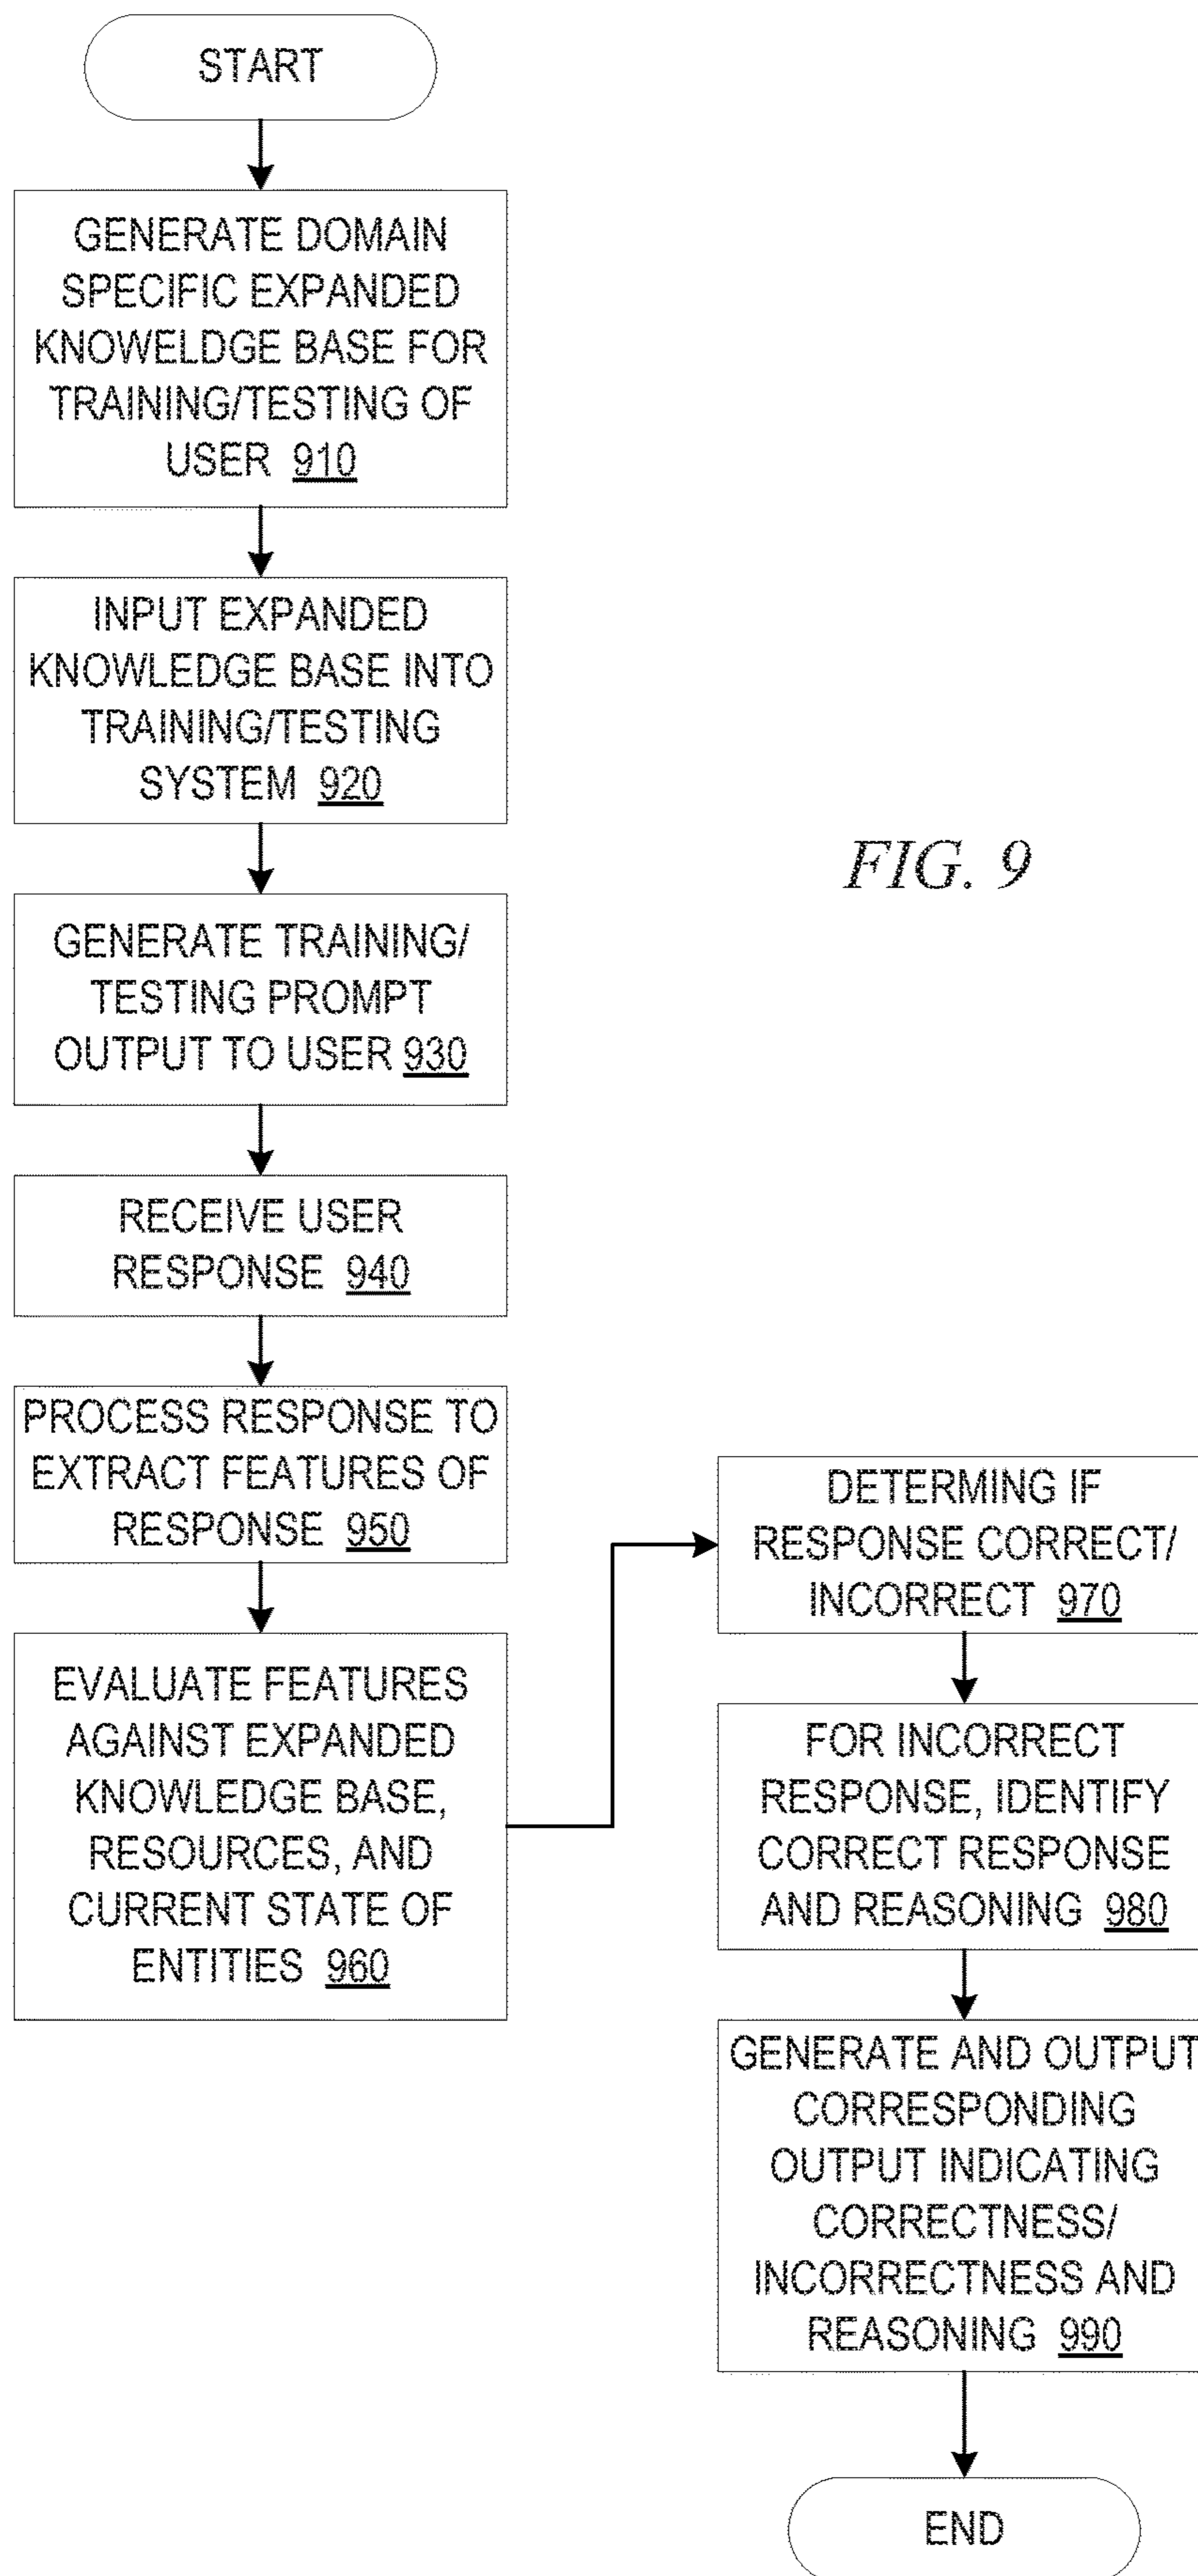 START
GENERATE DOMAIN
SPECIFIC EXPANDED
KNOWELDGE BASE FOR
TRAINING/TESTING OF
USER 910
INPUT EXPANDED
KNOWLEDGE BASE INTO
TRAINING/TESTING
SYSTEM 920
GENERATE TRAINING/
TESTING PROMPT
OUTPUT TO USER 930
RECEIVE USER
RESPONSE 940
PROCESS RESPONSE TO
EXTRACT FEATURES OF
RESPONSE 950
EVALUATE FEATURES
AGAINST EXPANDED
KNOWLEDGE BASE,
RESOURCES, AND
CURRENT STATE OF
ENTITIES 960
DETERMING IF
RESPONSE CORRECT/
INCORRECT 970
FOR INCORRECT
RESPONSE, IDENTIFY
CORRECT RESPONSE
AND REASONING 980
GENERATE AND OUTPUT
CORRESPONDING
OUTPUT INDICATING
CORRECTNESS/
INCORRECTNESS AND
REASONING 990
END
FIG. 9